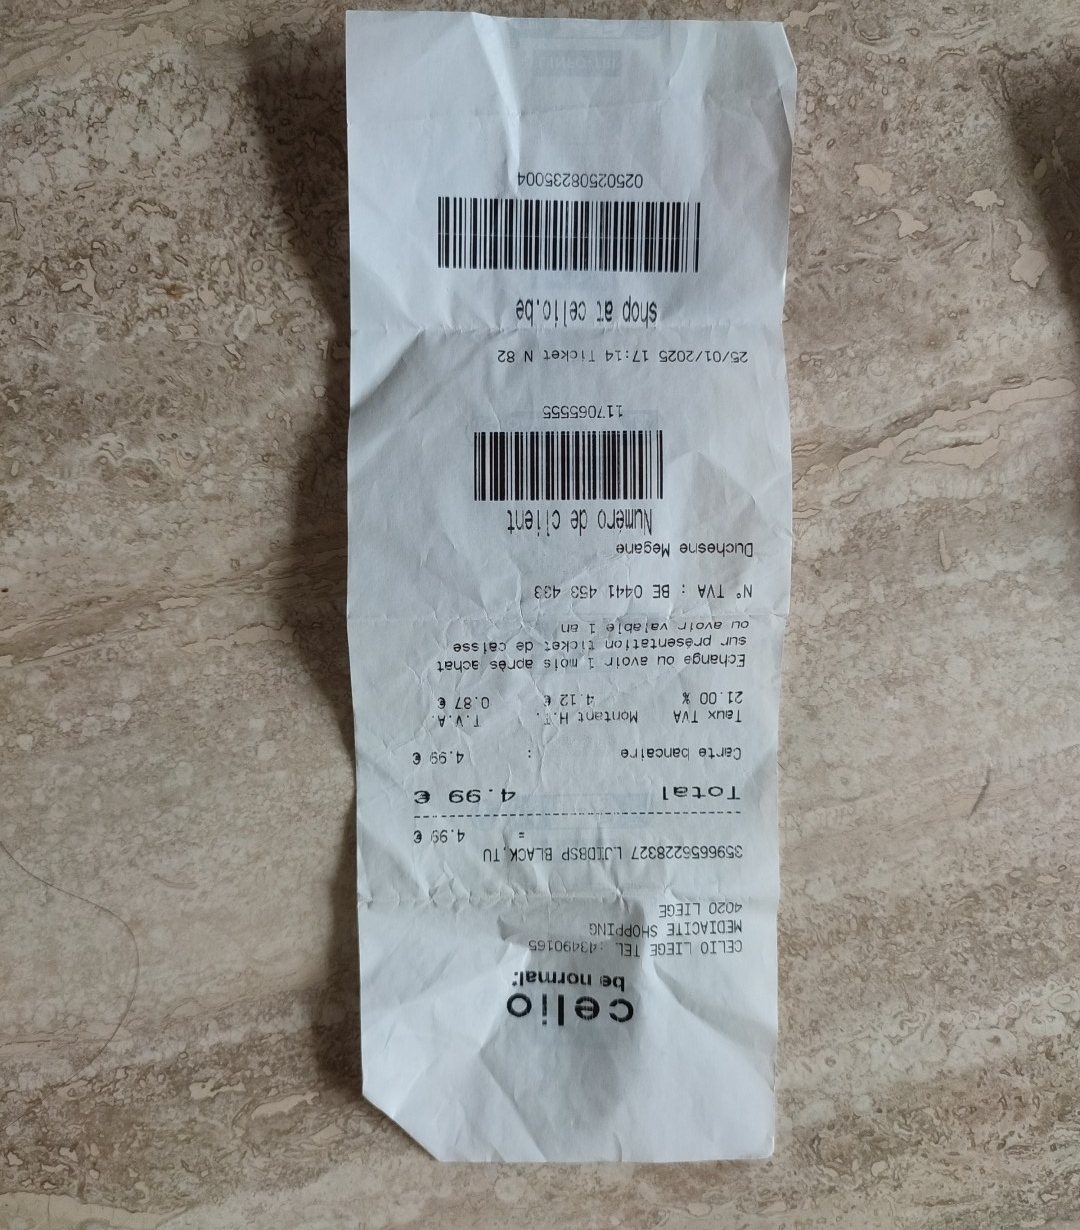 celio
be normal.
CELIO LIEGE TEL :43490165
MEDIACITE SHOPPING
4020 LIEGE
3596655228327 LJIDBSP BLACK,TU
= 4.99 €
Total 4.99 €
Carte bancaire : 4.99 €
Taux TVA Montant H.T. T.V.A.
21.00 % 4.12 € 0.87 €
Echange ou avoir 1 mois après achat
sur présentation ticket de caisse
ou avoir valable 1 an
N° TVA : BE 0441 453 433
Duchesne Megane
Numéro de client
117065555
25/01/2025 17:14 Ticket N 82
shop at celio.be
02502508235004